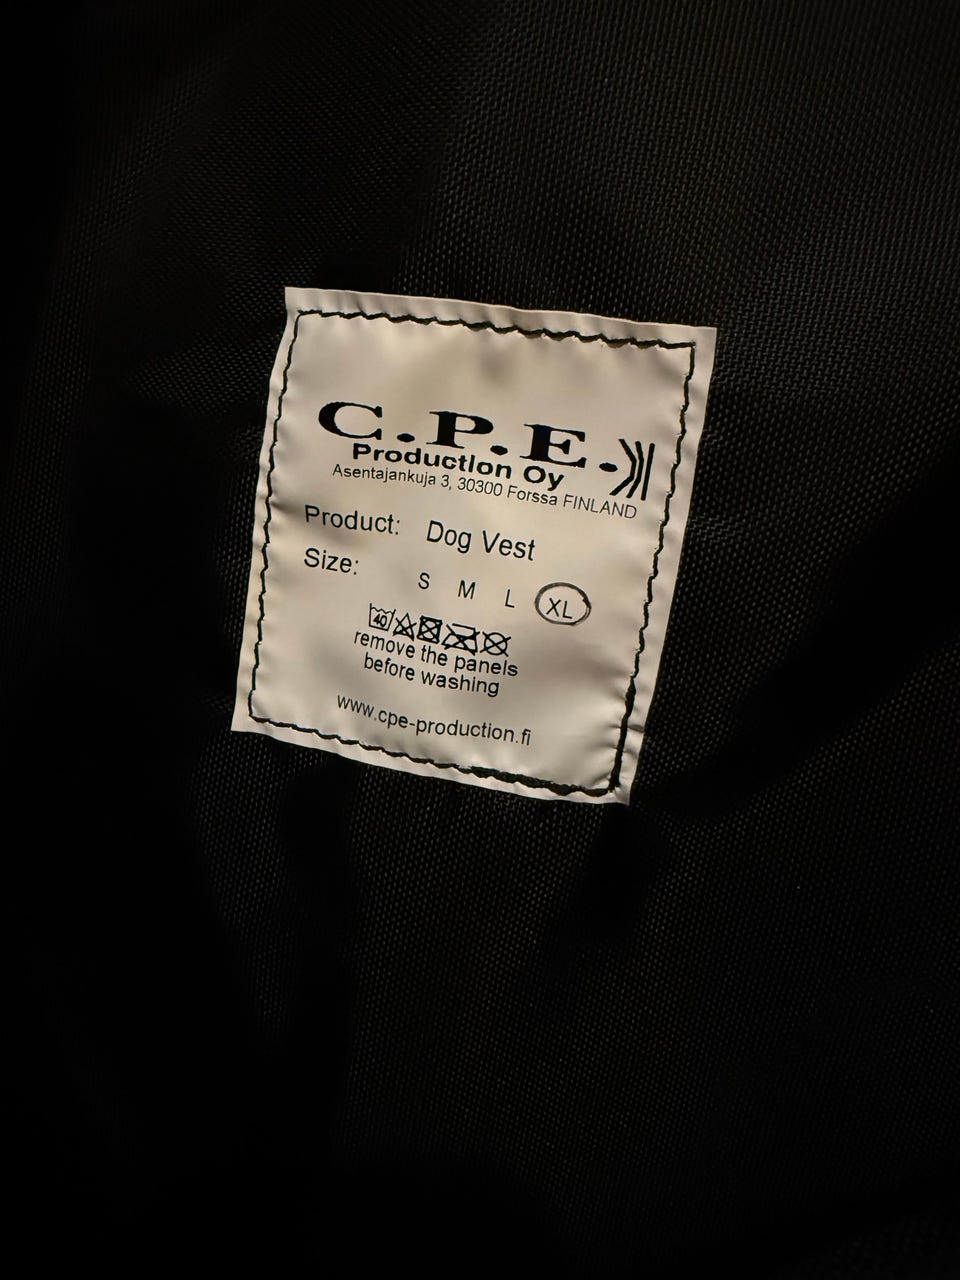 C.P.E.
Production Oy
Asentajankuja 3, 30300 Forssa FINLAND
Product: Dog Vest
Size: S M L XL
40
remove the panels
before washing
www.cpe-production.fi